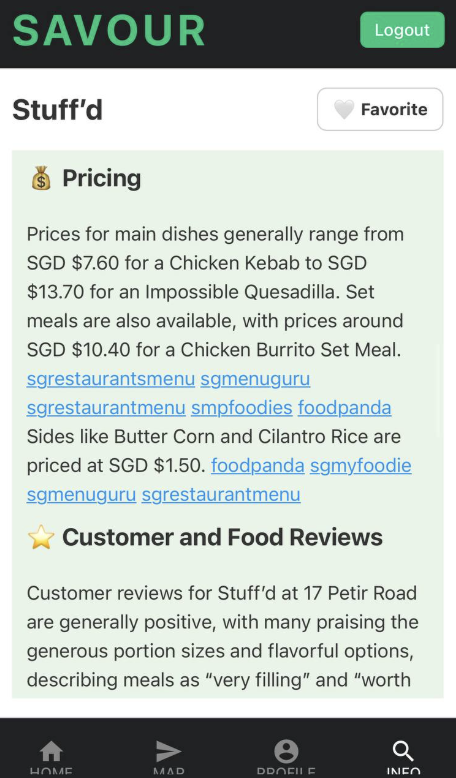 SAVOUR
Logout
Stuff’d
🤍 Favorite
💰 Pricing
Prices for main dishes generally range from
SGD $7.60 for a Chicken Kebab to SGD
$13.70 for an Impossible Quesadilla. Set
meals are also available, with prices around
SGD $10.40 for a Chicken Burrito Set Meal.
sgrestaurantsmenu sgmenuguru
sgrestaurantmenu smpfoodies foodpanda
Sides like Butter Corn and Cilantro Rice are
priced at SGD $1.50. foodpanda sgmyfoodie
sgmenuguru sgrestaurantmenu
⭐ Customer and Food Reviews
Customer reviews for Stuff’d at 17 Petir Road
are generally positive, with many praising the
generous portion sizes and flavorful options,
describing meals as “very filling” and “worth
HOME
MAP
PROFILE
INFO